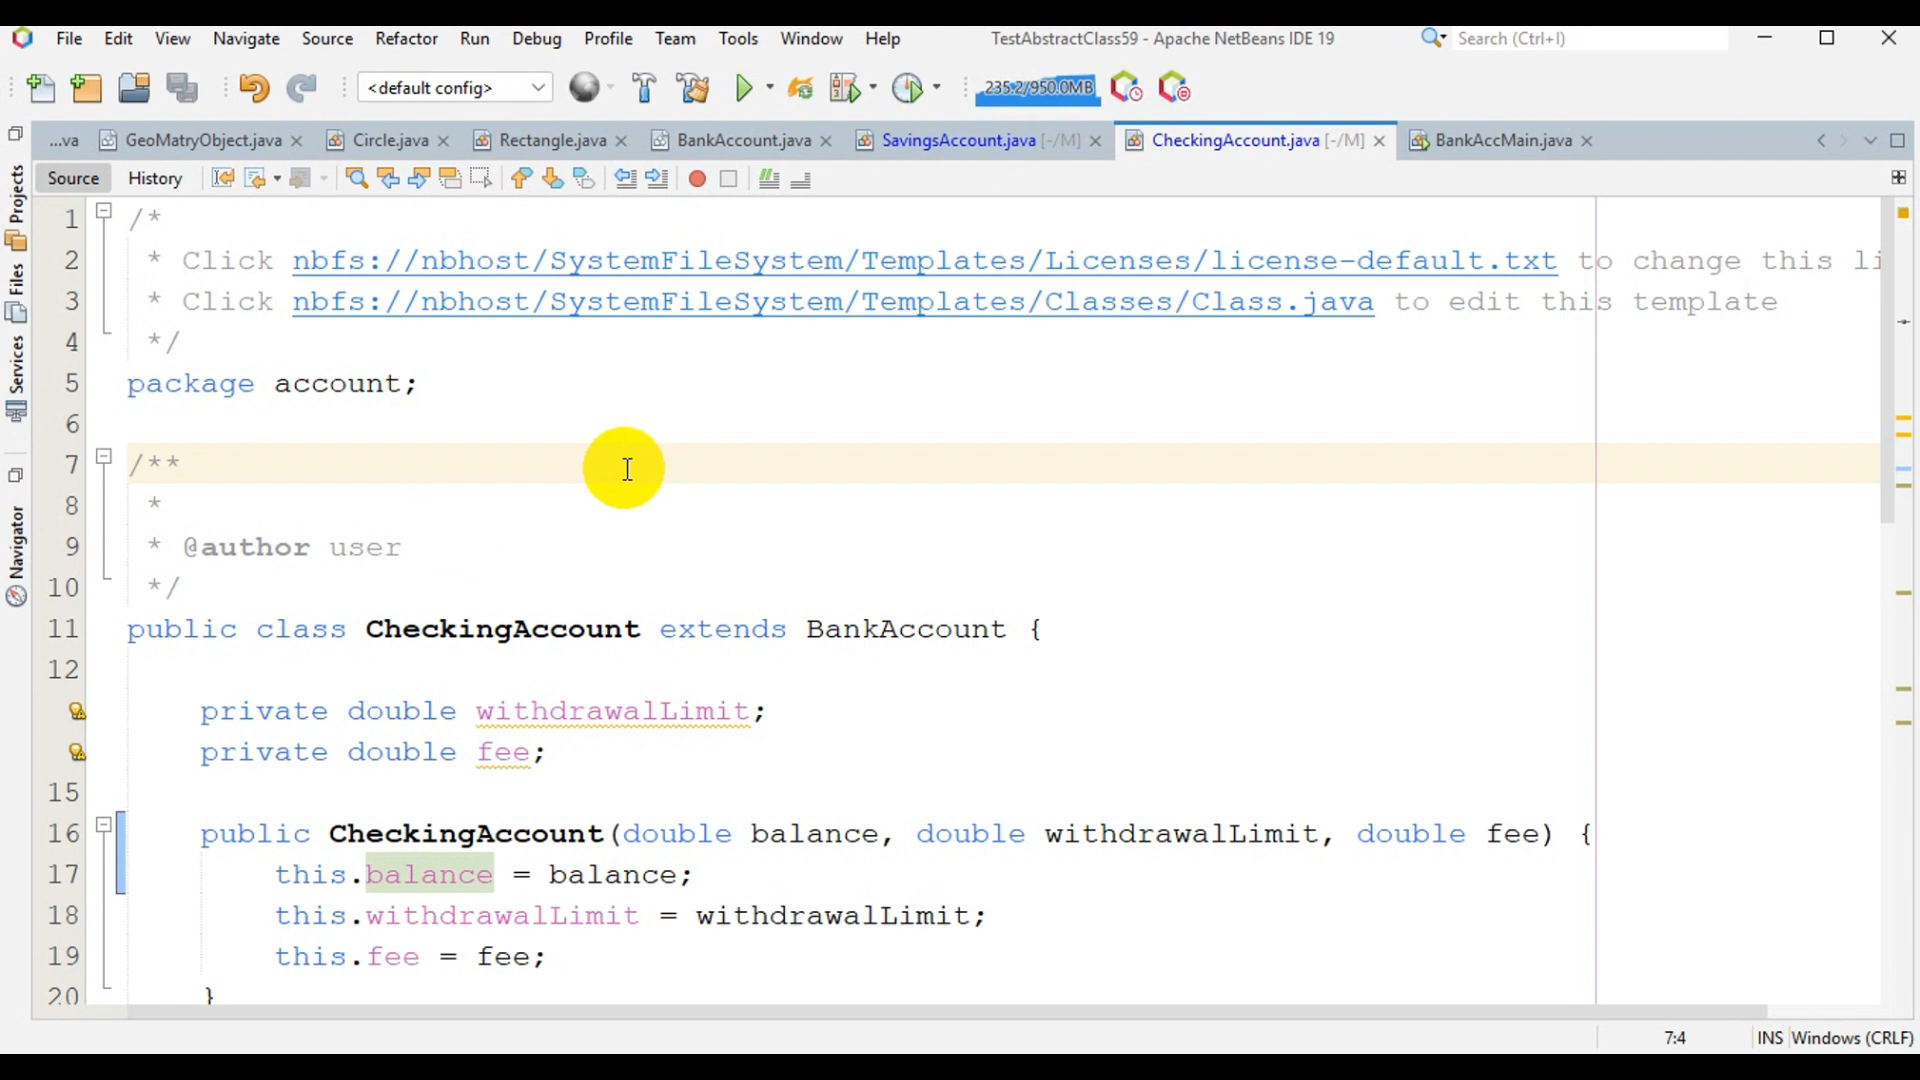 File Edit View Navigate Source Refactor Run Debug Profile Team Tools Window Help TestAbstractClass59 - Apache NetBeans IDE 19 Search (Ctrl+I)
<default config> 235.2/950.0MB
...va GeoMatryObject.java Circle.java Rectangle.java BankAccount.java SavingsAccount.java [-/M] CheckingAccount.java [-/M] BankAccMain.java
Source History
Projects
Files
Services
Navigator
1 /*
2 * Click nbfs://nbhost/SystemFileSystem/Templates/Licenses/license-default.txt to change this li
3 * Click nbfs://nbhost/SystemFileSystem/Templates/Classes/Class.java to edit this template
4 */
5 package account;
6
7 /**
8 *
9 * @author user
10 */
11 public class CheckingAccount extends BankAccount {
12
private double withdrawalLimit;
private double fee;
15
16 public CheckingAccount(double balance, double withdrawalLimit, double fee) {
17 this.balance = balance;
18 this.withdrawalLimit = withdrawalLimit;
19 this.fee = fee;
20 }
7:4 INS Windows (CRLF)